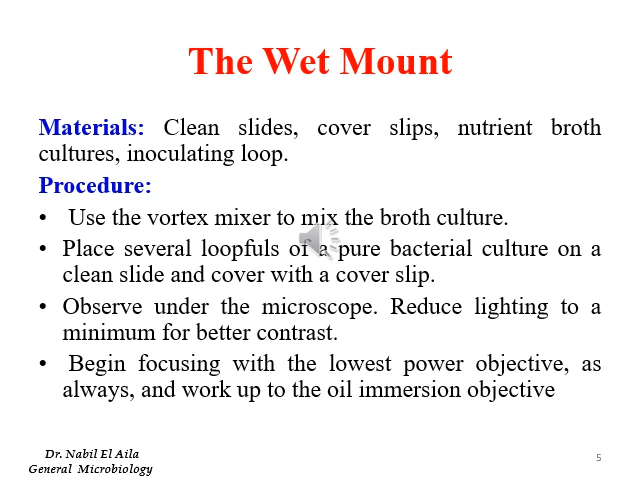 The Wet Mount
Materials: Clean slides, cover slips, nutrient broth
cultures, inoculating loop.
Procedure:
• Use the vortex mixer to mix the broth culture.
• Place several loopfuls of a pure bacterial culture on a
clean slide and cover with a cover slip.
• Observe under the microscope. Reduce lighting to a
minimum for better contrast.
• Begin focusing with the lowest power objective, as
always, and work up to the oil immersion objective
Dr. Nabil El Aila
General Microbiology
5